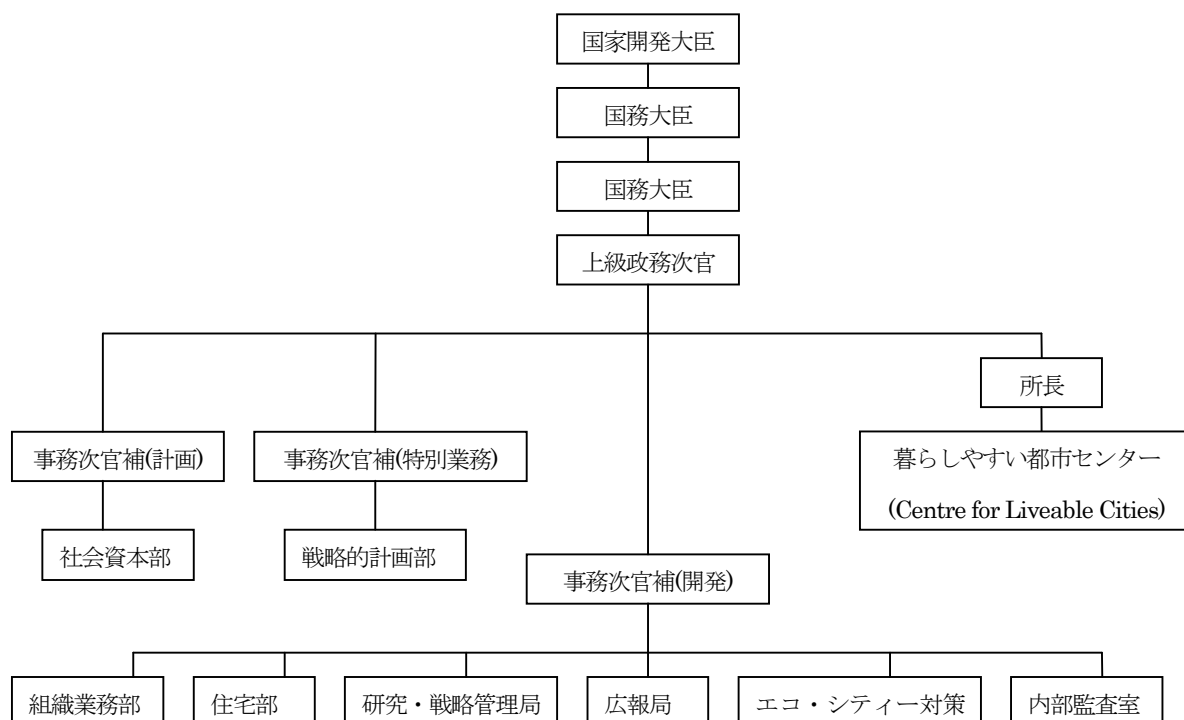 国家開発大臣
国務大臣
国務大臣
上級政務次官
所長
事務次官補(計画)
事務次官補(特別業務)
暮らしやすい都市センター
(Centre for Liveable Cities)
社会資本部
戦略的計画部
事務次官補(開発)
組織業務部
住宅部
研究・戦略管理局
広報局
エコ・シティー対策
内部監査室